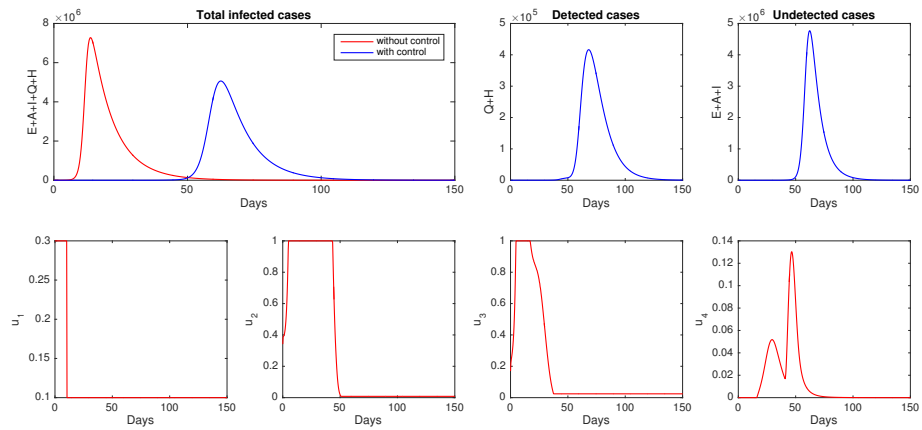 Total infected cases
×10^6
8
6
4
2
0
E+A+I+Q+H
without control
with control
0 50 100 150
Days
Detected cases
×10^5
5
4
3
2
1
0
Q+H
0 50 100 150
Days
Undetected cases
×10^6
5
4
3
2
1
0
E+A+I
0 50 100 150
Days
0.3
0.25
0.2
0.15
0.1
u_1
0 50 100 150
Days
1
0.8
0.6
0.4
0.2
0
u_2
0 50 100 150
Days
1
0.8
0.6
0.4
0.2
0
u_3
0 50 100 150
Days
0.14
0.12
0.1
0.08
0.06
0.04
0.02
0
u_4
0 50 100 150
Days